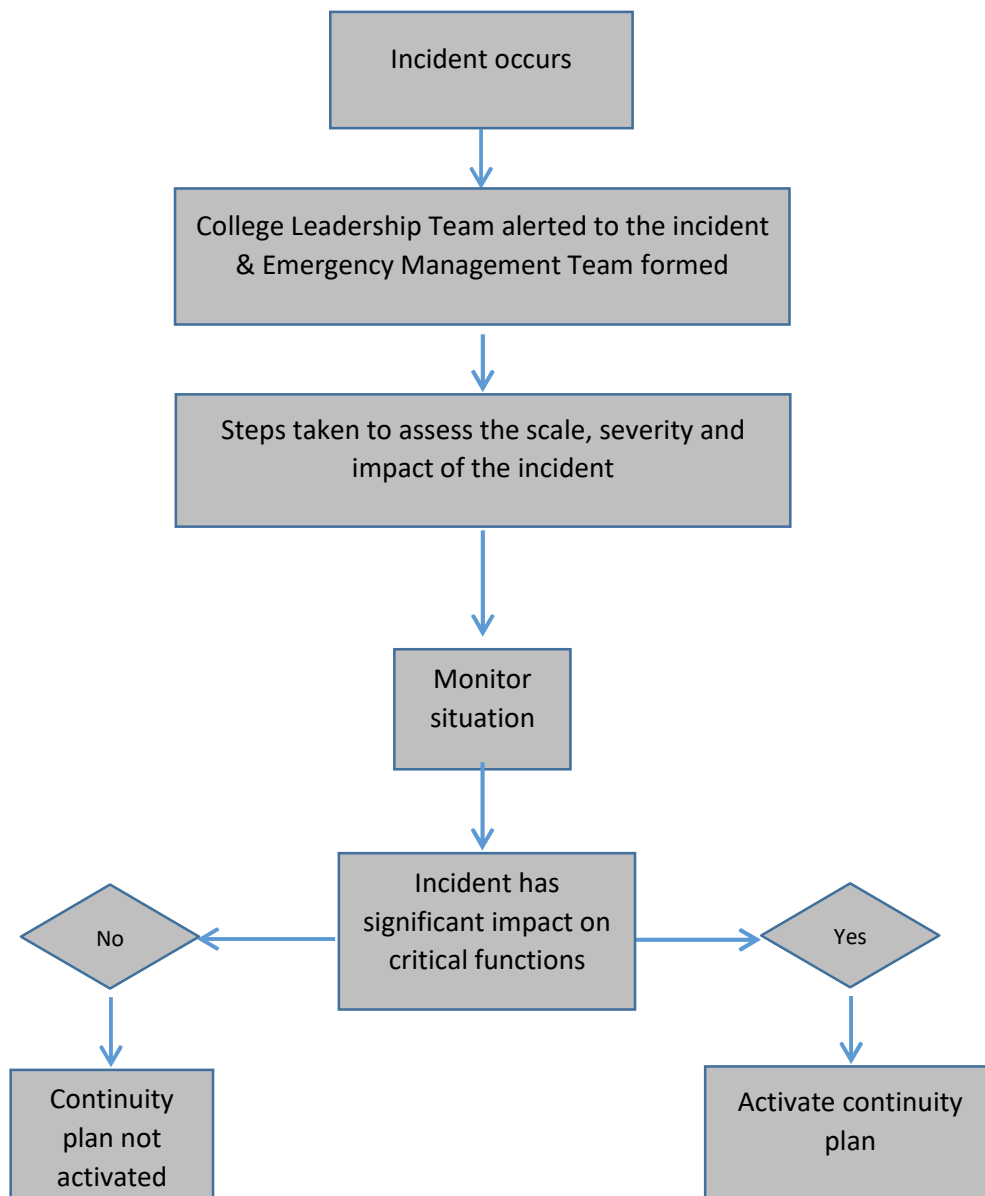 Incident occurs
College Leadership Team alerted to the incident
& Emergency Management Team formed
Steps taken to assess the scale, severity and
impact of the incident
Monitor
situation
Incident has
significant impact on
critical functions
No
Yes
Continuity
plan not
activated
Activate continuity
plan